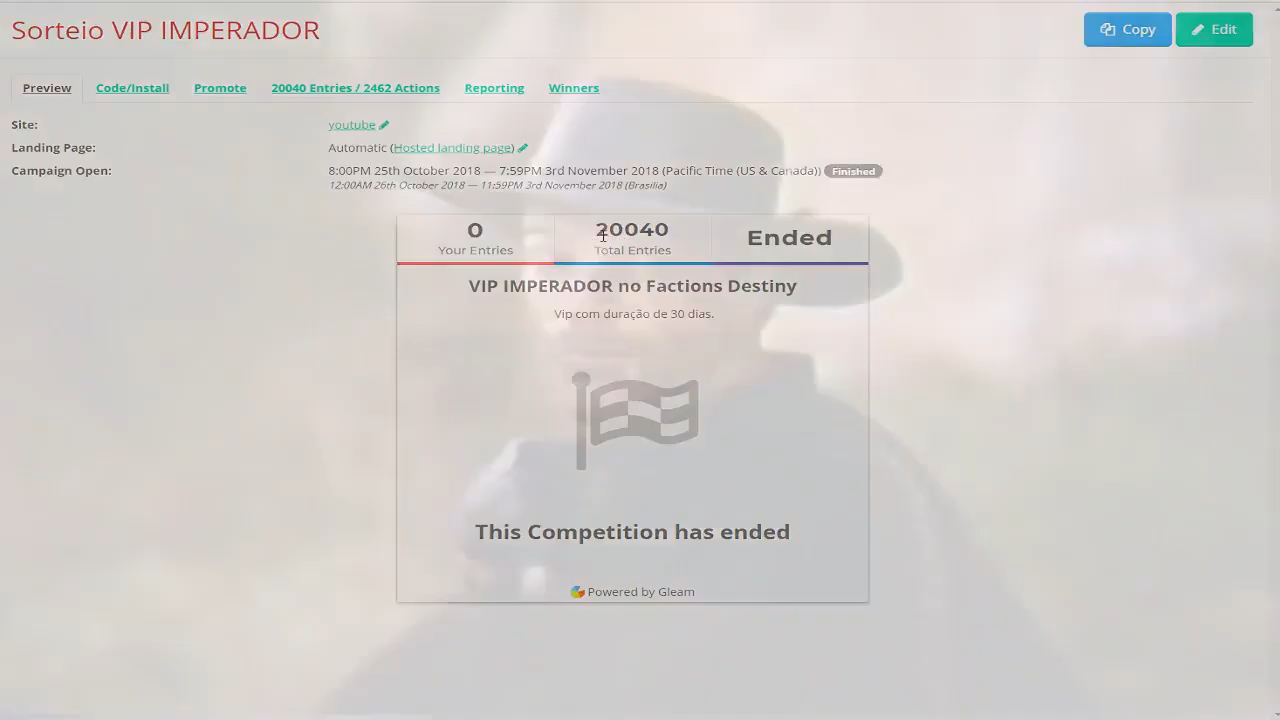 Sorteio VIP IMPERADOR
Copy
Edit
Preview
Code/Install
Promote
20040 Entries / 2462 Actions
Reporting
Winners
Site:
youtube
Landing Page:
Automatic (Hosted landing page)
Campaign Open:
8:00PM 25th October 2018 — 7:59PM 3rd November 2018 (Pacific Time (US & Canada)) Finished
12:00AM 26th October 2018 — 11:59PM 3rd November 2018 (Brasilia)
0
Your Entries
20040
Total Entries
Ended
VIP IMPERADOR no Factions Destiny
Vip com duração de 30 dias.
This Competition has ended
Powered by Gleam